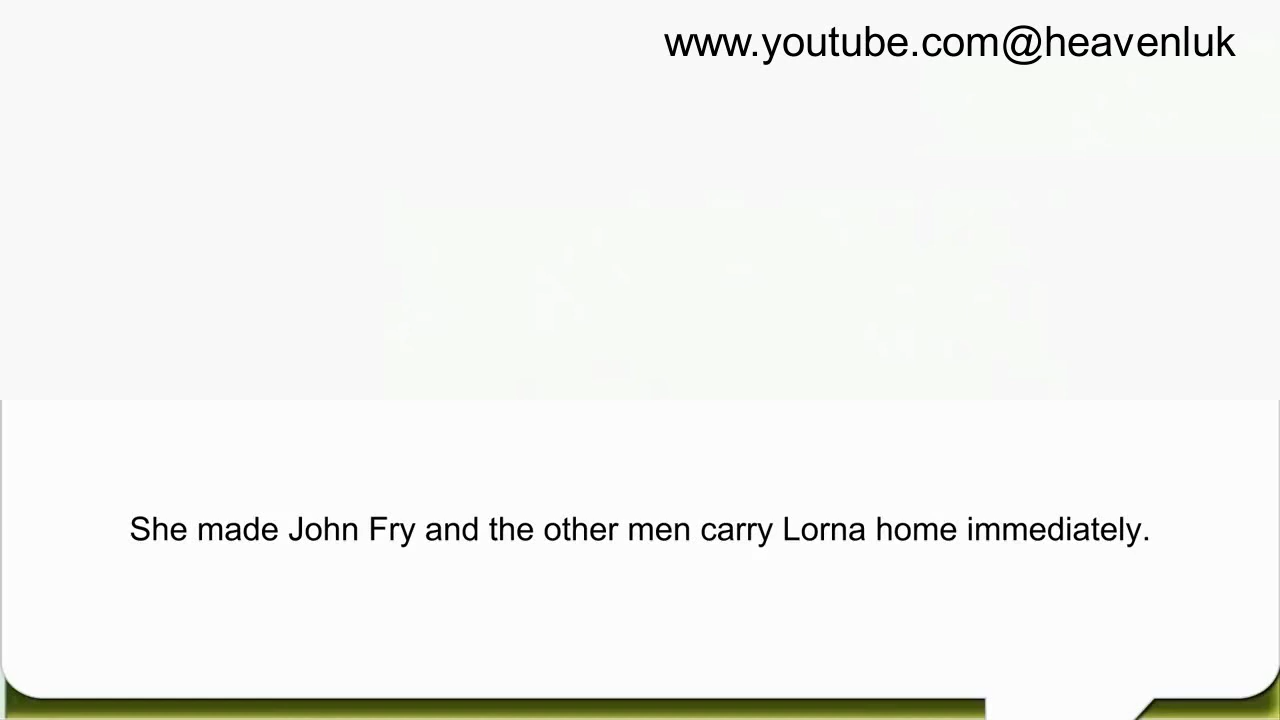 www.youtube.com@heavenluk
She made John Fry and the other men carry Lorna home immediately.